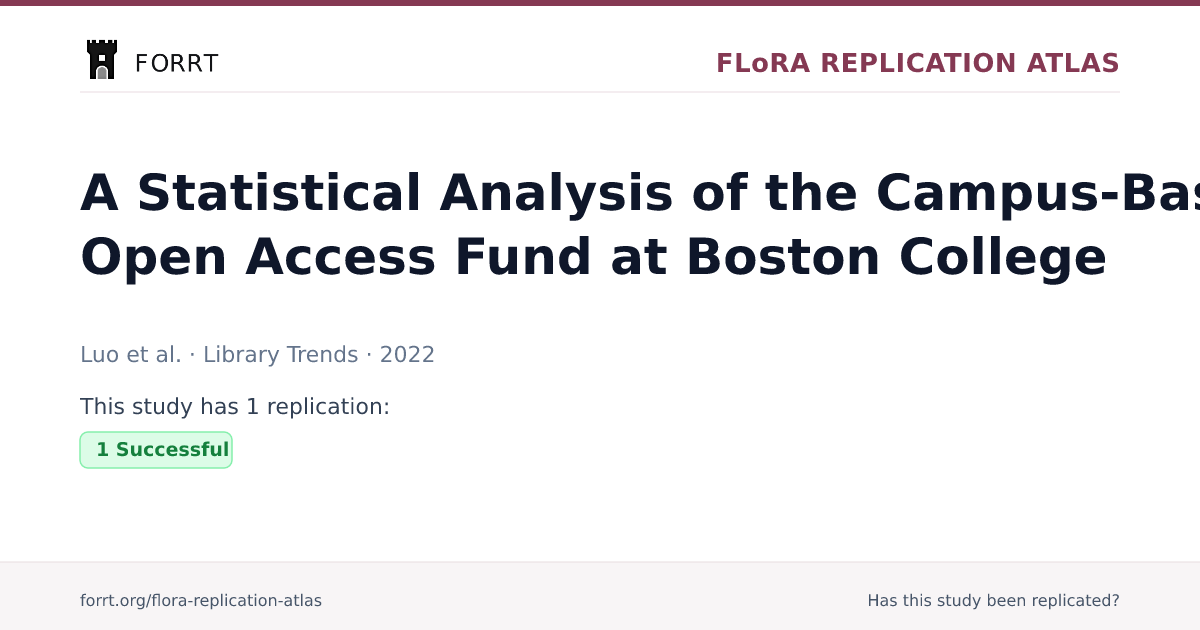 FORRT
FLoRA REPLICATION ATLAS
A Statistical Analysis of the Campus-Bas
Open Access Fund at Boston College
Luo et al. · Library Trends · 2022
This study has 1 replication:
1 Successful
forrt.org/flora-replication-atlas
Has this study been replicated?